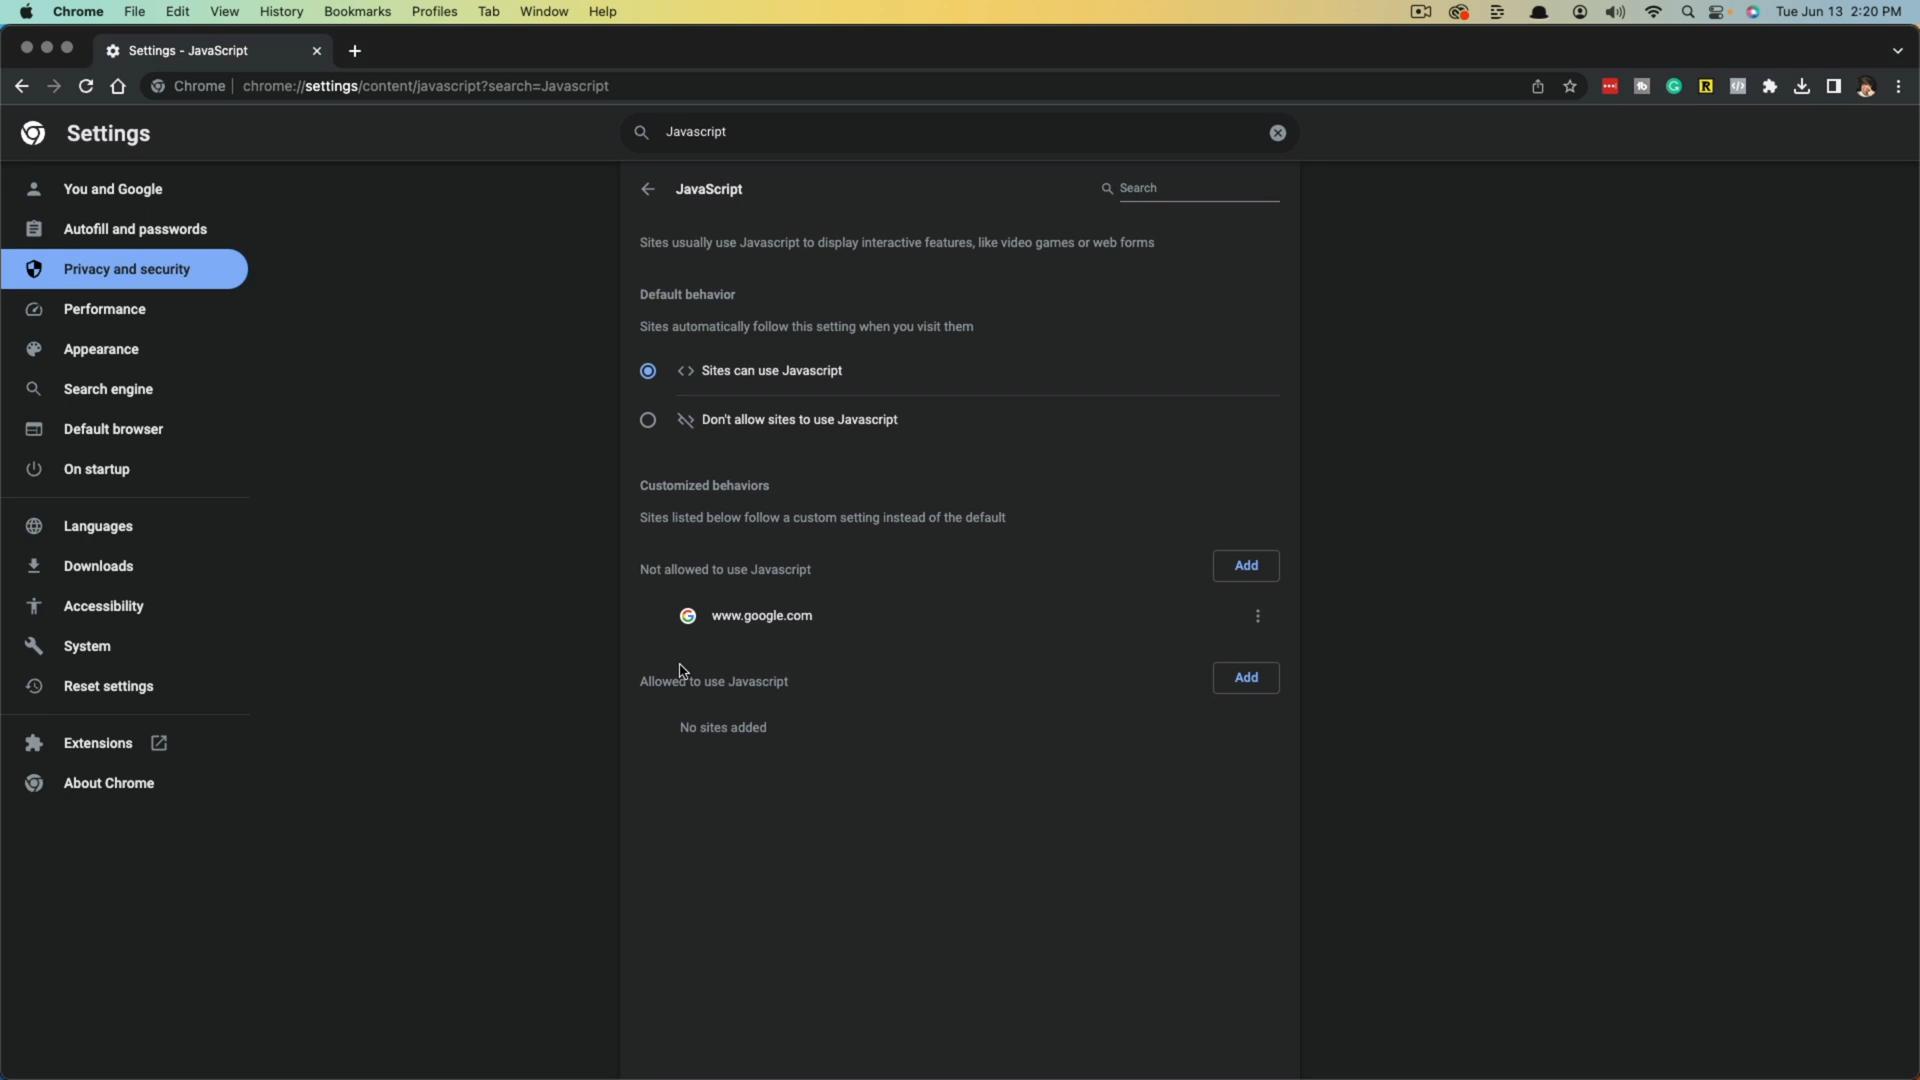 Chrome File Edit View History Bookmarks Profiles Tab Window Help Tue Jun 13 2:20 PM
Settings - JavaScript
Chrome chrome://settings/content/javascript?search=Javascript
Settings
Javascript
You and Google
Autofill and passwords
Privacy and security
Performance
Appearance
Search engine
Default browser
On startup
Languages
Downloads
Accessibility
System
Reset settings
Extensions
About Chrome
JavaScript
Search
Sites usually use Javascript to display interactive features, like video games or web forms
Default behavior
Sites automatically follow this setting when you visit them
Sites can use Javascript
Don't allow sites to use Javascript
Customized behaviors
Sites listed below follow a custom setting instead of the default
Not allowed to use Javascript
Add
www.google.com
Allowed to use Javascript
Add
No sites added